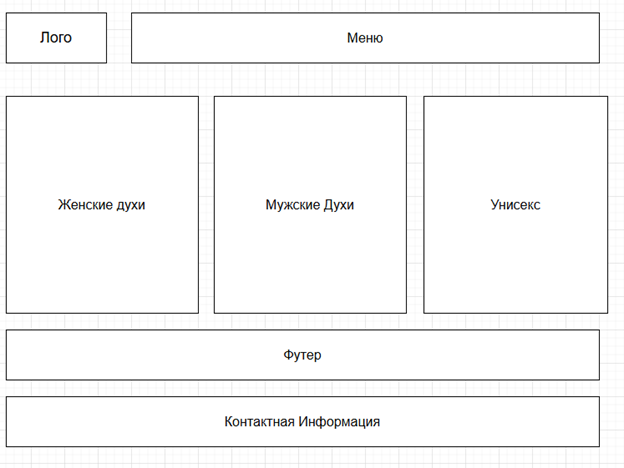 Лого
Меню
Женские духи
Мужские Духи
Унисекс
Футер
Контактная Информация